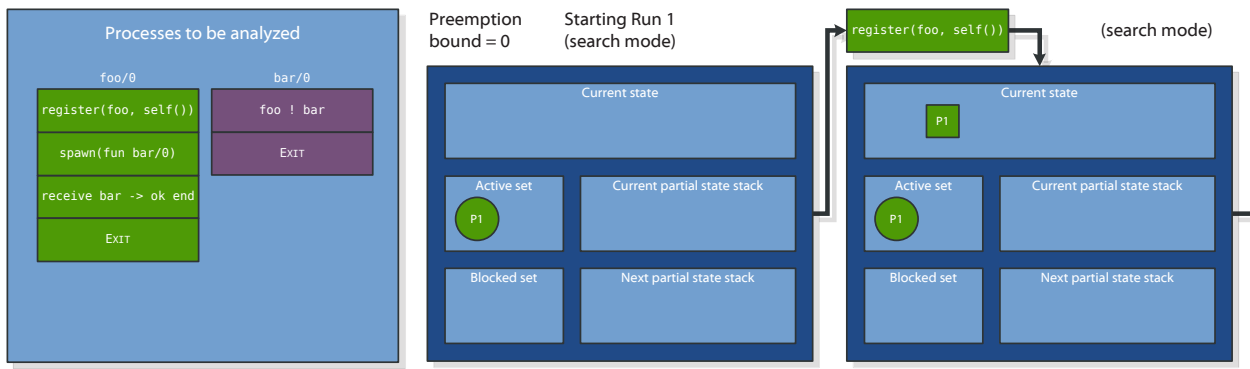 Processes to be analyzed
foo/0
bar/0
register(foo, self())
foo ! bar
spawn(fun bar/0)
EXIT
receive bar -> ok end
EXIT
Preemption
bound = 0
Starting Run 1
(search mode)
Current state
Active set
P1
Current partial state stack
Blocked set
Next partial state stack
register(foo, self())
(search mode)
Current state
P1
Active set
P1
Current partial state stack
Blocked set
Next partial state stack